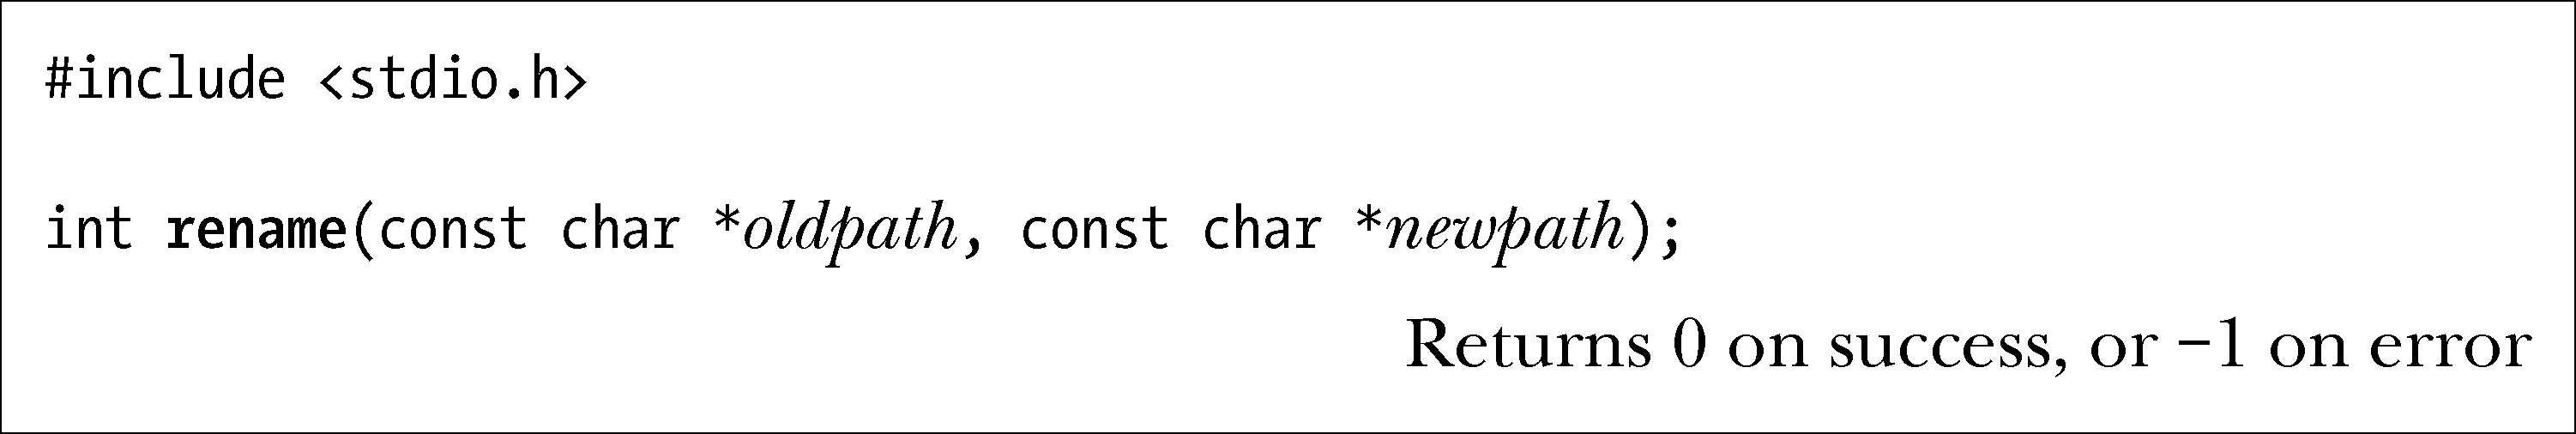 #include <stdio.h>
int rename(const char *oldpath, const char *newpath);
Returns 0 on success, or –1 on error